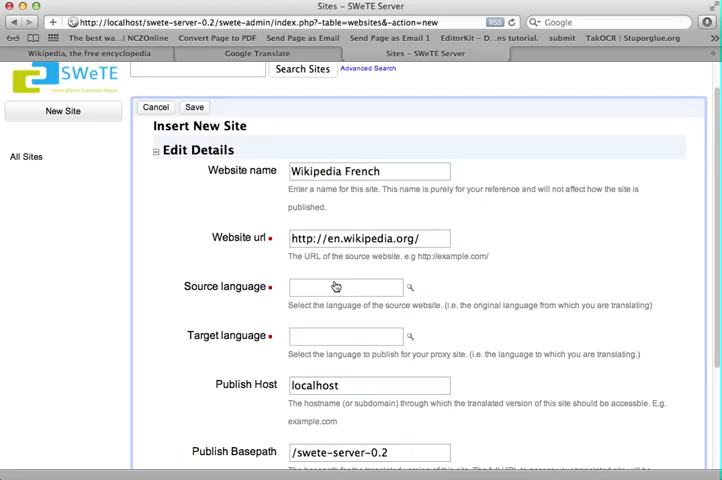 Sites – SWeTE Server
http://localhost/swete-server-0.2/swete-admin/index.php?-table=websites&-action=new
RSS
Google
The best wa...| NCZOnline
Convert Page to PDF
Send Page as Email
Send Page as Email 1
EditorKit - D...ns tutorial.
submit
TakOCR | Stuporglue.org
Wikipedia, the free encyclopedia
Google Translate
Sites – SWeTE Server
SWeTE
Search Sites
Advanced Search
New Site
All Sites
Cancel
Save
Insert New Site
Edit Details
Website name
Wikipedia French
Enter a name for this site. This name is purely for your reference and will not affect how the site is
published.
Website url
http://en.wikipedia.org/
The URL of the source website. e.g http://example.com/
Source language
Select the language of the source website. (i.e. the original language from which you are translating)
Target language
Select the language to publish for your proxy site. (i.e. the language to which you are translating.)
Publish Host
localhost
The hostname (or subdomain) through which the translated version of this site should be accessble. E.g.
example.com
Publish Basepath
/swete-server-0.2